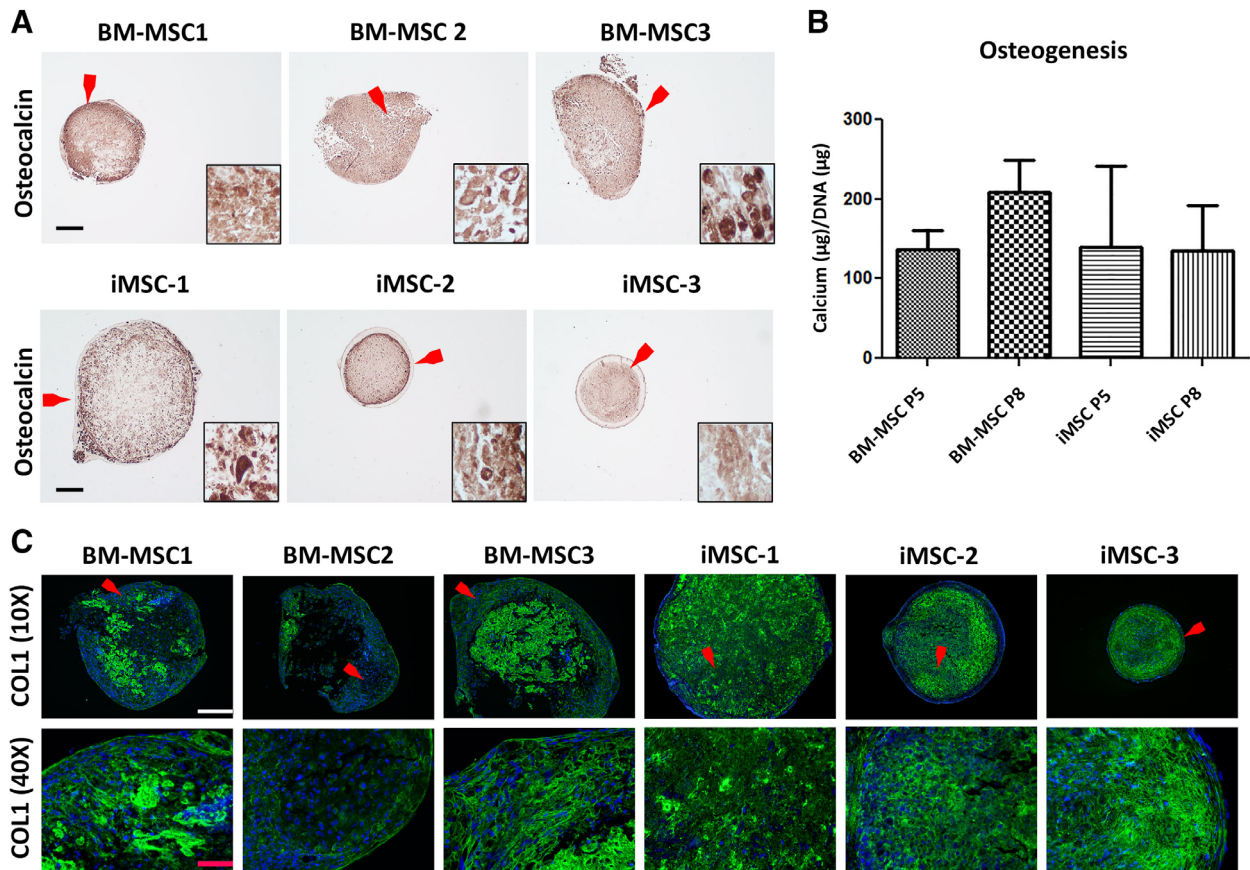 A
BM-MSC1
BM-MSC 2
BM-MSC3
Osteocalcin
iMSC-1
iMSC-2
iMSC-3
Osteocalcin
B
Osteogenesis
Calcium (µg)/DNA (µg)
300
200
100
0
BM-MSC P5
BM-MSC P8
iMSC P5
iMSC P8
C
BM-MSC1
BM-MSC2
BM-MSC3
iMSC-1
iMSC-2
iMSC-3
COL1 (10X)
COL1 (40X)